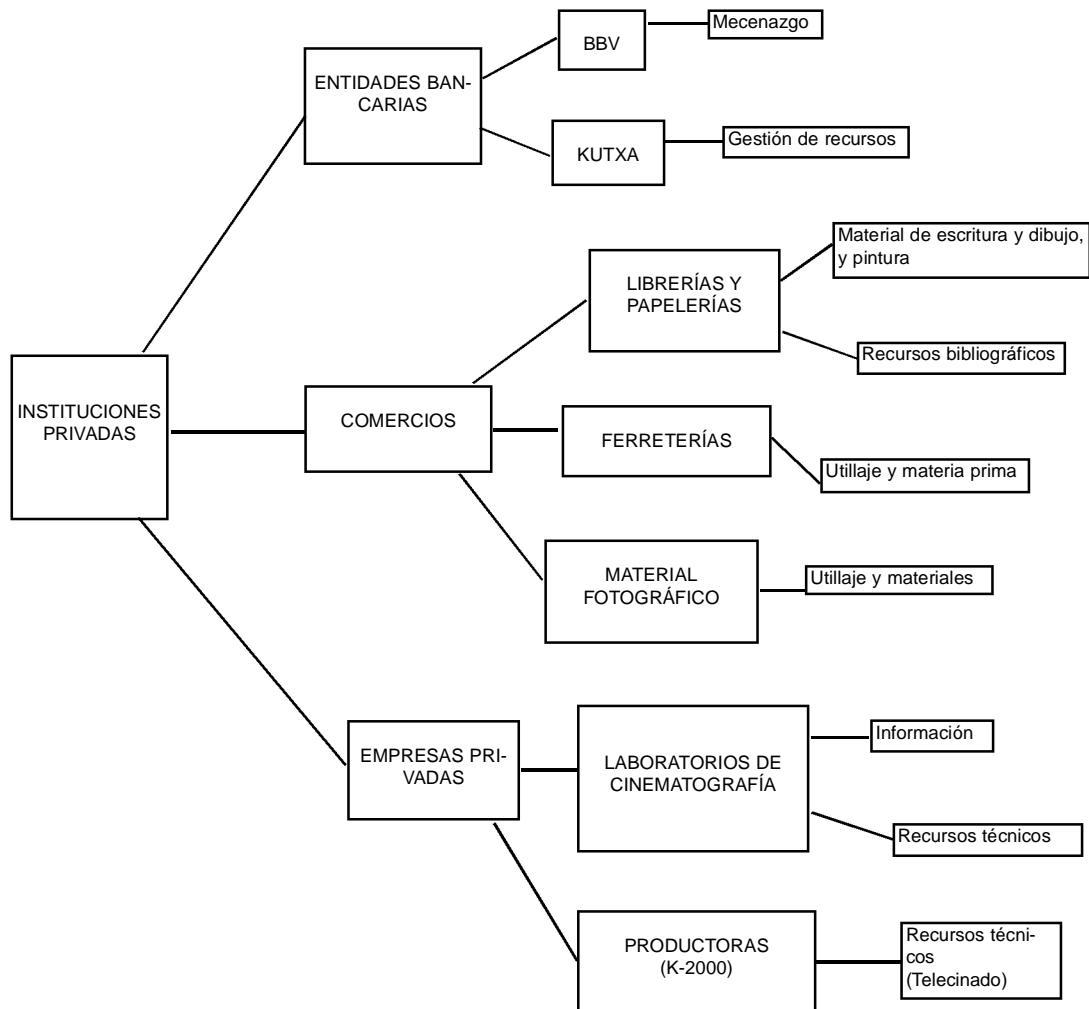 BBV
Mecenazgo
ENTIDADES BAN-
CARIAS
KUTXA
Gestión de recursos
LIBRERÍAS Y
PAPELERÍAS
Material de escritura y dibujo,
y pintura
Recursos bibliográficos
INSTITUCIONES
PRIVADAS
COMERCIOS
FERRETERÍAS
Utillaje y materia prima
MATERIAL
FOTOGRÁFICO
Utillaje y materiales
EMPRESAS PRI-
VADAS
LABORATORIOS DE
CINEMATOGRAFÍA
Información
Recursos técnicos
PRODUCTORAS
(K-2000)
Recursos técni-
cos
(Telecinado)